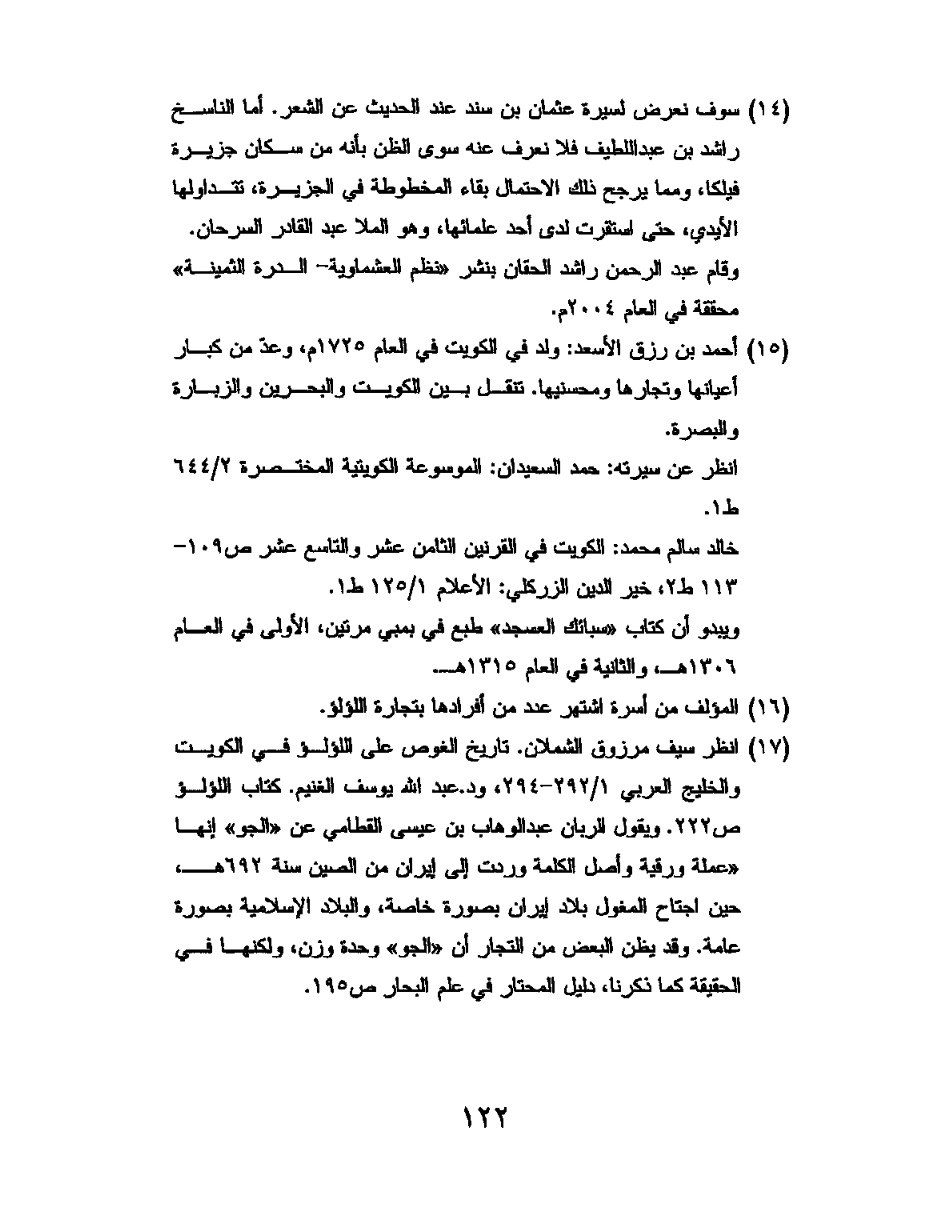 (١٤) سوف نعرض لسيرة عثمان بن سند عند الحديث عن الشعر. أما الناسخ
راشد بن عبداللطيف فلا نعرف عنه سوى الظن بأنه من سكان جزيرة
فيلكا، ومما يرجح ذلك الاحتمال بقاء المخطوطة في الجزيرة، تتداولها
الأيدي، حتى استقرت لدى أحد علمائها، وهو الملا عبد القادر السرحان.
وقام عبد الرحمن راشد الحقان بنشر «نظم العشماوية- الدرة الثمينة»
محققة في العام ٢٠٠٤م.
(١٥) أحمد بن رزق الأسعد: ولد في الكويت في العام ١٧٢٥م، وعدّ من كبار
أعيانها وتجارها ومحسنيها. تنقل بين الكويت والبحرين والزبارة
والبصرة.
انظر عن سيرته: حمد السعيدان: الموسوعة الكويتية المختصرة ٦٤٤/٢
ط١.
خالد سالم محمد: الكويت في القرنين الثامن عشر والتاسع عشر ص١٠٩-
١١٣ ط٢، خير الدين الزركلي: الأعلام ١٢٥/١ ط١.
ويبدو أن كتاب «سبائك العسجد» طبع في بمبي مرتين، الأولى في العام
١٣٠٦هـ، والثانية في العام ١٣١٥هـ.
(١٦) المؤلف من أسرة اشتهر عدد من أفرادها بتجارة اللؤلؤ.
(١٧) انظر سيف مرزوق الشملان. تاريخ الغوص على اللؤلؤ في الكويت
والخليج العربي ٢٩٢/١-٢٩٤، ود.عبد الله يوسف الغنيم. كتاب اللؤلؤ
ص٢٢٢. ويقول الربان عبدالوهاب بن عيسى القطامي عن «الجو» إنها
«عملة ورقية وأصل الكلمة وردت إلى إيران من الصين سنة ٦٩٢هـ،
حين اجتاح المغول بلاد إيران بصورة خاصة، والبلاد الإسلامية بصورة
عامة. وقد يظن البعض من التجار أن «الجو» وحدة وزن، ولكنها في
الحقيقة كما ذكرنا، دليل المحتار في علم البحار ص١٩٥.
١٢٢